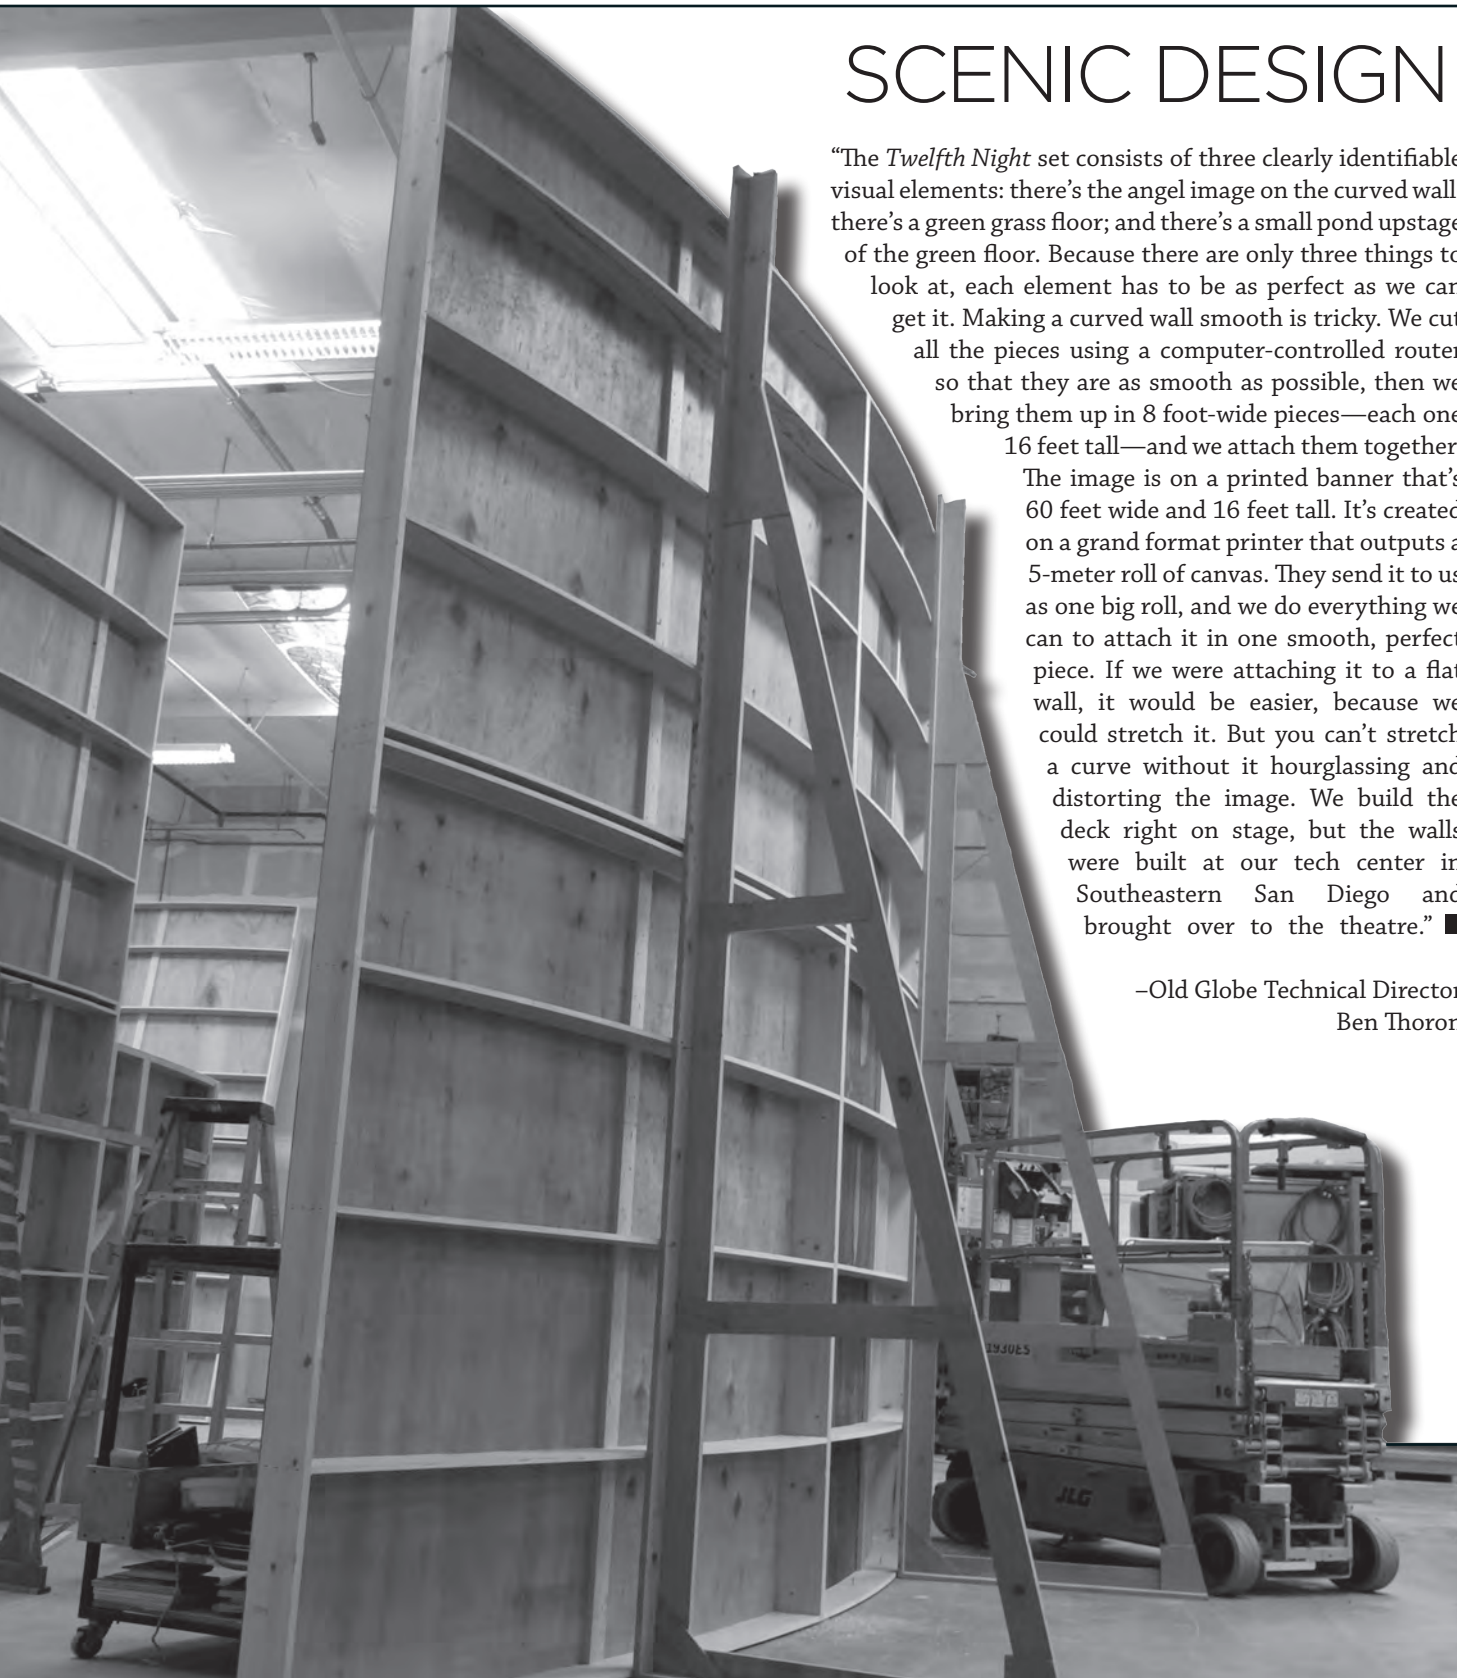 SCENIC DESIGN
“The Twelfth Night set consists of three clearly identifiable
visual elements: there’s the angel image on the curved wall
there’s a green grass floor; and there’s a small pond upstage
of the green floor. Because there are only three things to
look at, each element has to be as perfect as we can
get it. Making a curved wall smooth is tricky. We cut
all the pieces using a computer-controlled router
so that they are as smooth as possible, then we
bring them up in 8 foot-wide pieces—each one
16 feet tall—and we attach them together
The image is on a printed banner that’s
60 feet wide and 16 feet tall. It’s created
on a grand format printer that outputs a
5-meter roll of canvas. They send it to us
as one big roll, and we do everything we
can to attach it in one smooth, perfect
piece. If we were attaching it to a flat
wall, it would be easier, because we
could stretch it. But you can’t stretch
a curve without it hourglassing and
distorting the image. We build the
deck right on stage, but the walls
were built at our tech center in
Southeastern San Diego and
brought over to the theatre.”
–Old Globe Technical Director
Ben Thoron
1930ES
JLG